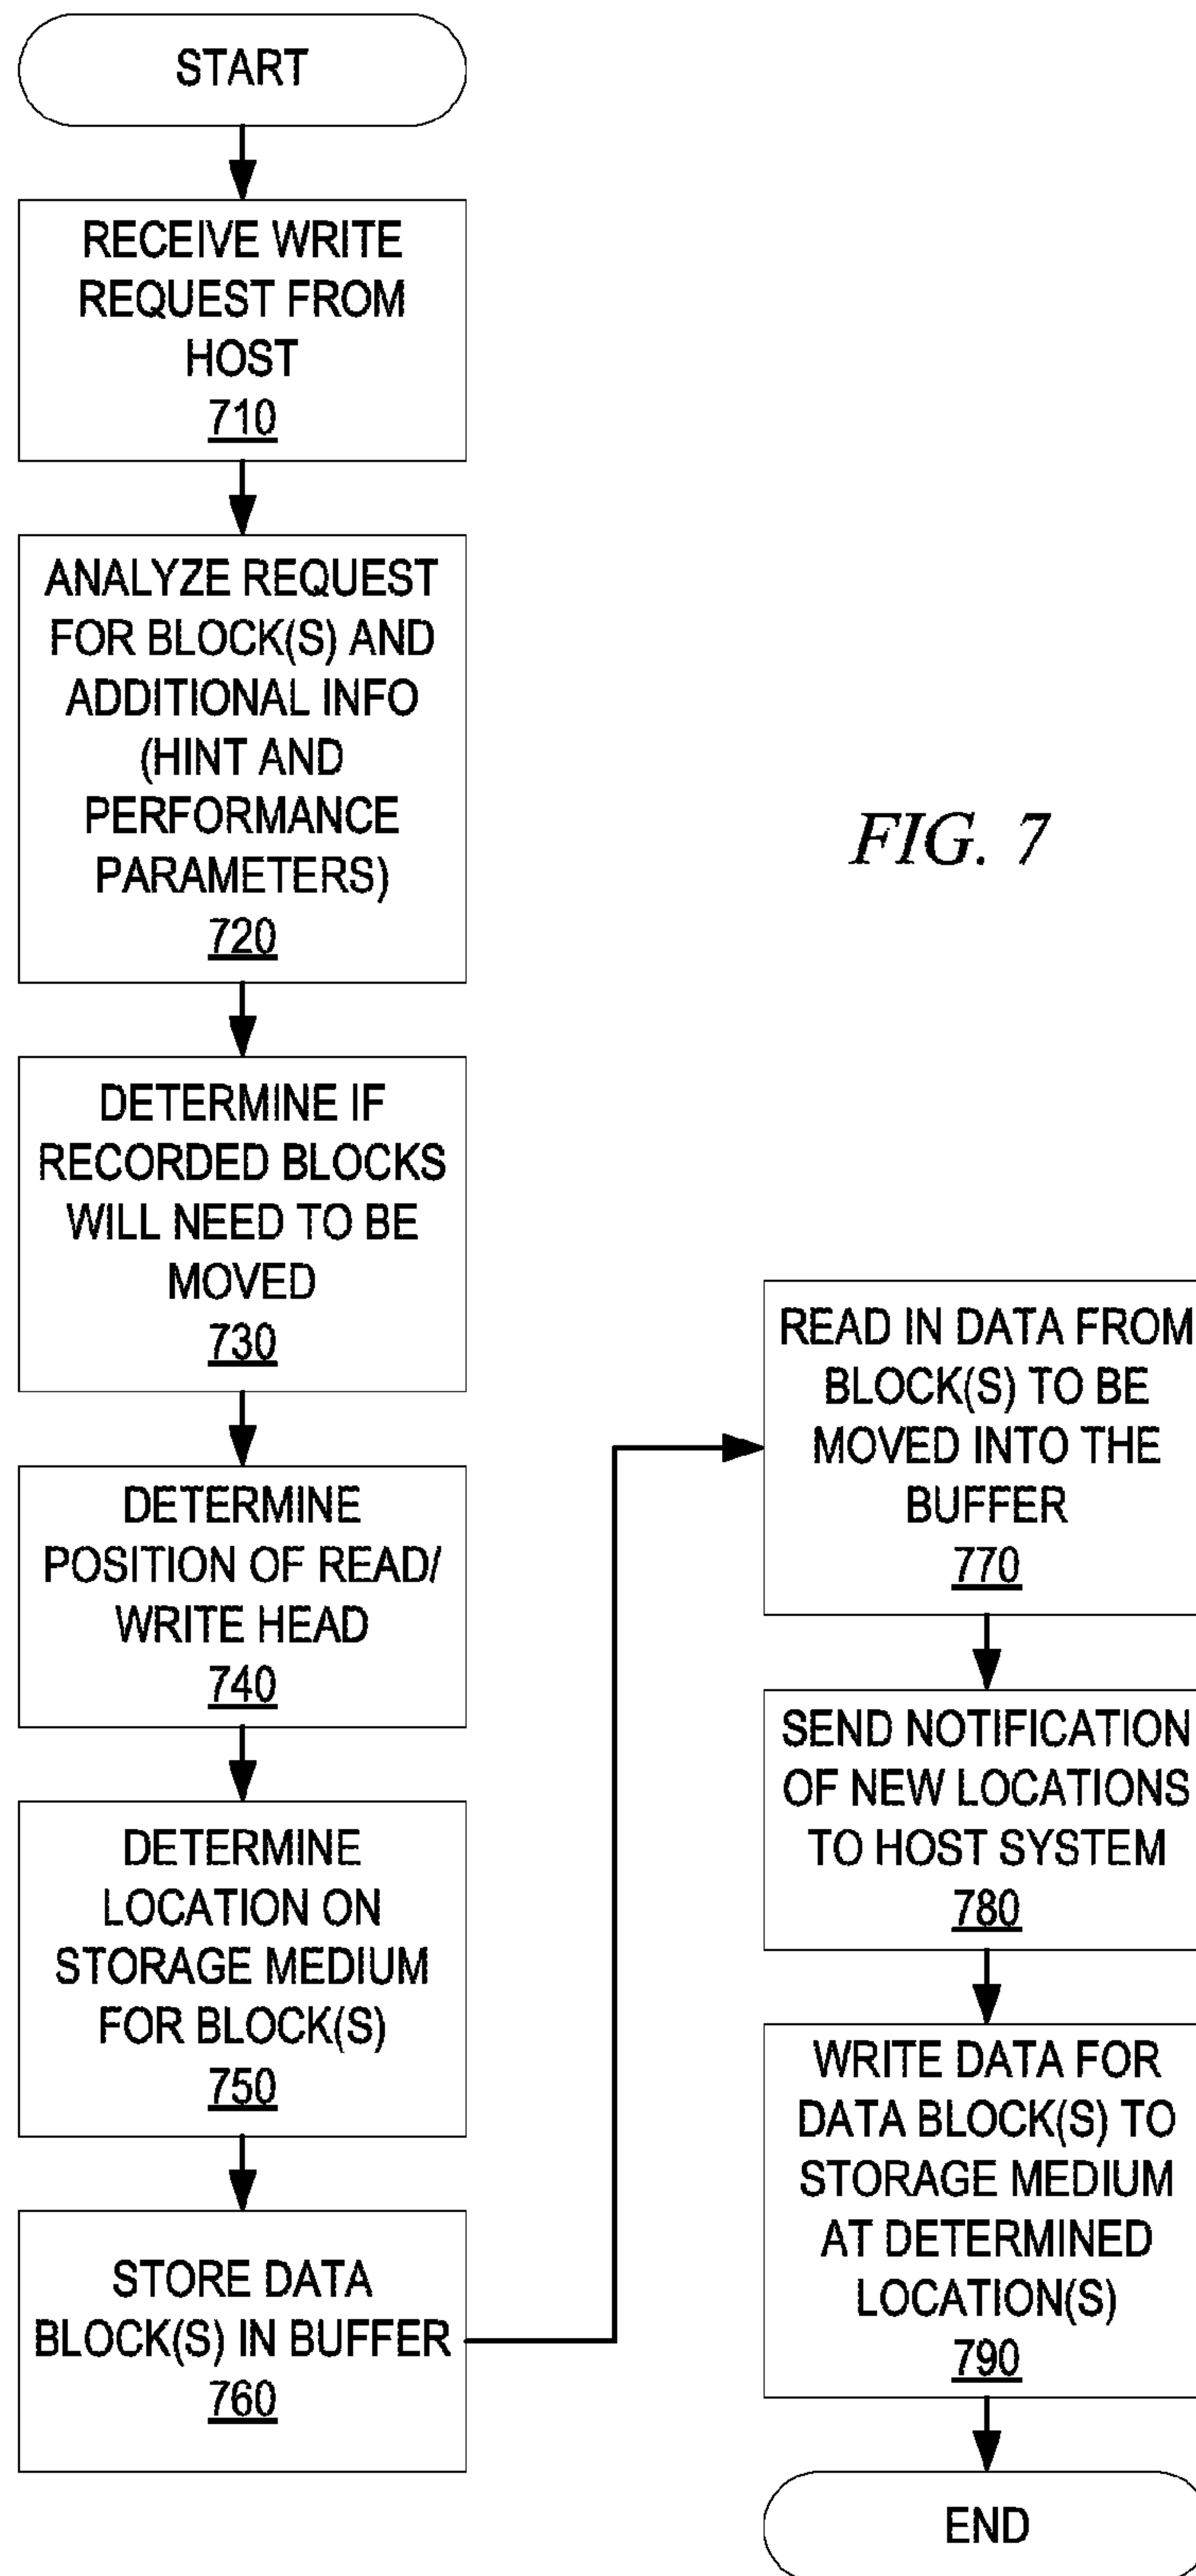 START
RECEIVE WRITE
REQUEST FROM
HOST
710
ANALYZE REQUEST
FOR BLOCK(S) AND
ADDITIONAL INFO
(HINT AND
PERFORMANCE
PARAMETERS)
720
DETERMINE IF
RECORDED BLOCKS
WILL NEED TO BE
MOVED
730
DETERMINE
POSITION OF READ/
WRITE HEAD
740
DETERMINE
LOCATION ON
STORAGE MEDIUM
FOR BLOCK(S)
750
STORE DATA
BLOCK(S) IN BUFFER
760
READ IN DATA FROM
BLOCK(S) TO BE
MOVED INTO THE
BUFFER
770
SEND NOTIFICATION
OF NEW LOCATIONS
TO HOST SYSTEM
780
WRITE DATA FOR
DATA BLOCK(S) TO
STORAGE MEDIUM
AT DETERMINED
LOCATION(S)
790
END
FIG. 7